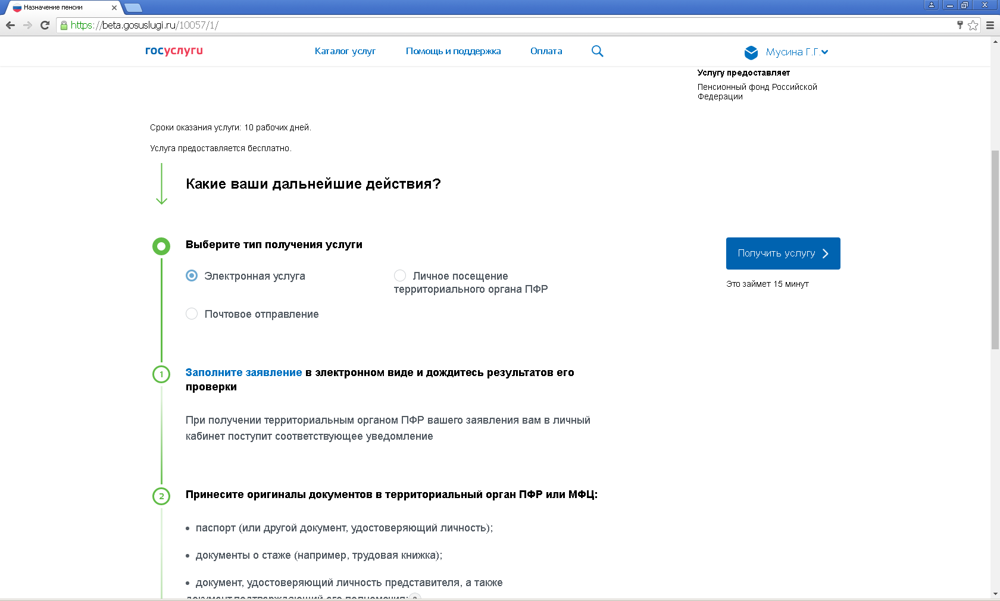 Назначение пенсии
https://beta.gosuslugi.ru/10057/1/
госуслуги
Каталог услуг
Помощь и поддержка
Оплата
Мусина Г.Г.
Услугу предоставляет
Пенсионный фонд Российской
Федерации
Сроки оказания услуги: 10 рабочих дней.
Услуга предоставляется бесплатно.
Какие ваши дальнейшие действия?
Выберите тип получения услуги
Получить услугу
Электронная услуга
Личное посещение
территориального органа ПФР
Это займет 15 минут
Почтовое отправление
1
Заполните заявление в электронном виде и дождитесь результатов его
проверки
При получении территориальным органом ПФР вашего заявления вам в личный
кабинет поступит соответствующее уведомление
2
Принесите оригиналы документов в территориальный орган ПФР или МФЦ:
• паспорт (или другой документ, удостоверяющий личность);
• документы о стаже (например, трудовая книжка);
• документ, удостоверяющий личность представителя, а также
документ,подтверждающий его полномочия;